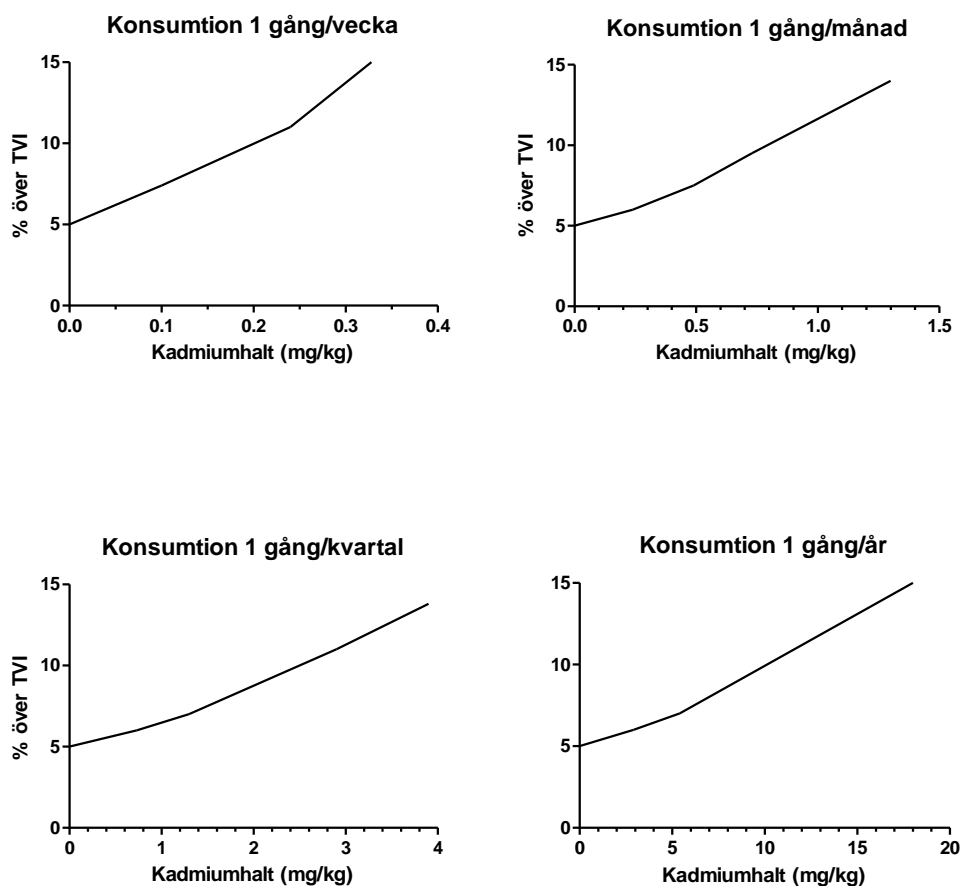 Konsumtion 1 gång/vecka
15
10
5
0
% över TVI
0.0 0.1 0.2 0.3 0.4
Kadmiumhalt (mg/kg)
Konsumtion 1 gång/månad
15
10
5
0
% över TVI
0.0 0.5 1.0 1.5
Kadmiumhalt (mg/kg)
Konsumtion 1 gång/kvartal
15
10
5
0
% över TVI
0 1 2 3 4
Kadmiumhalt (mg/kg)
Konsumtion 1 gång/år
15
10
5
0
0 5 10 15 20
Kadmiumhalt (mg/kg)